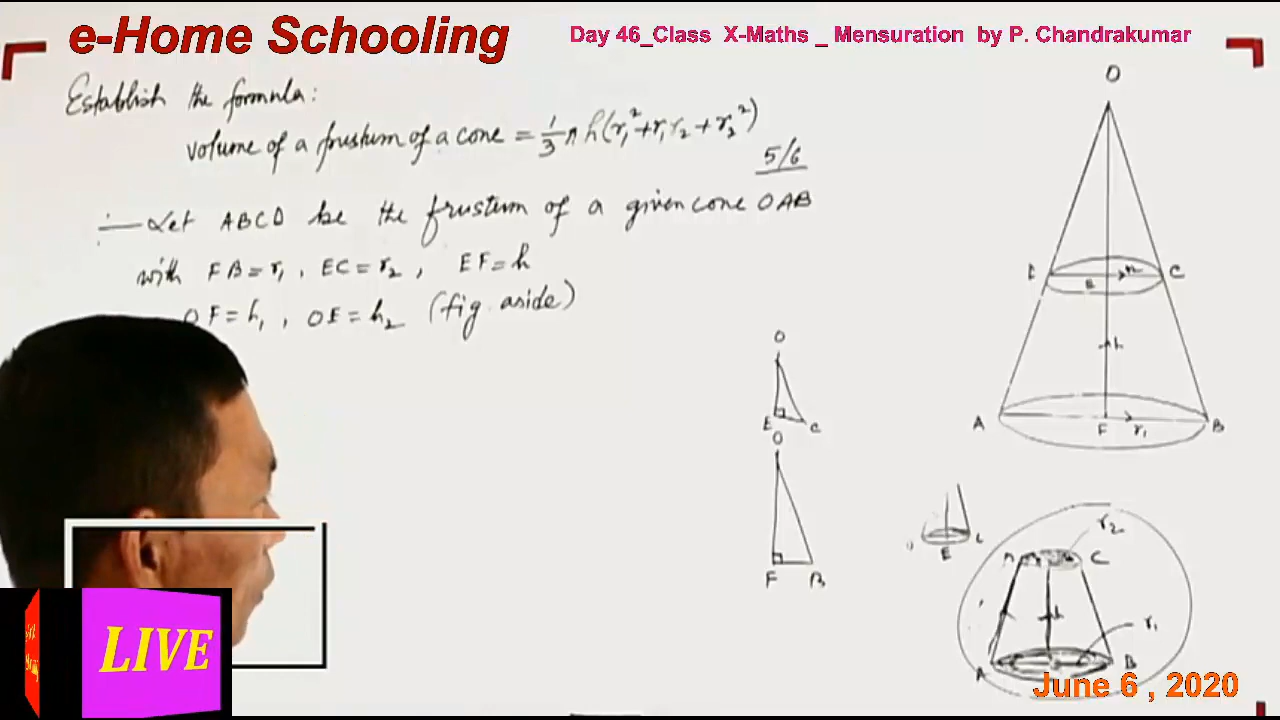 e-Home Schooling
Day 46_Class X-Maths _ Mensuration by P. Chandrakumar
Establish the formula:
volume of a frustum of a cone = 1/3 π h(r₁² + r₁r₂ + r₂²)
5/6
Let ABCD be the frustum of a given cone OAB
with FB = r₁, EC = r₂, EF = h
OF = h₁, OE = h₂ (fig. aside)
O
C
E
h
A
F
r₁
B
O
E
C
O
F
B
E
r₂
C
h
r₁
A
B
LIVE
June 6 , 2020